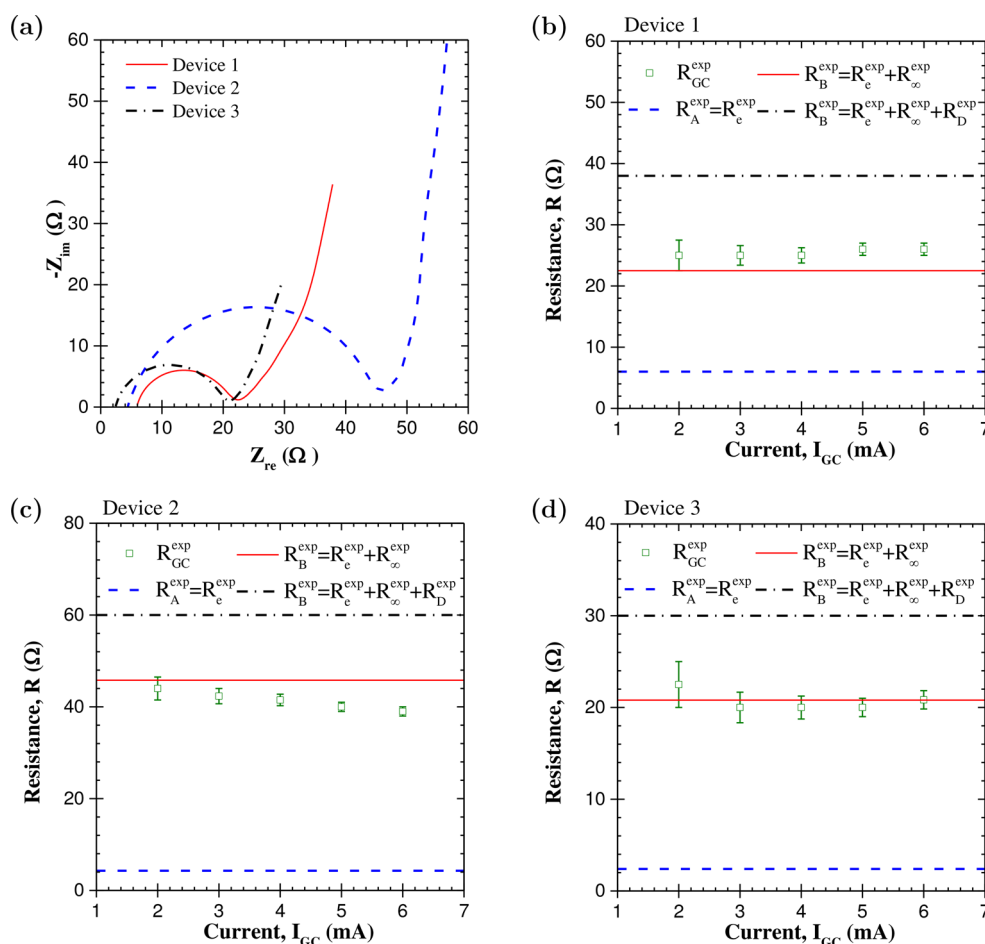 (a)
60
50
40
30
20
10
0
-Z_im (Ω)
Device 1
Device 2
Device 3
0 10 20 30 40 50 60
Z_re (Ω)
(b) Device 1
60
50
40
30
20
10
0
Resistance, R (Ω)
R_GC^exp
R_B^exp=R_e^exp+R_∞^exp
R_A^exp=R_e^exp
R_B^exp=R_e^exp+R_∞^exp+R_D^exp
1 2 3 4 5 6 7
Current, I_GC (mA)
(c) Device 2
80
60
40
20
0
Resistance, R (Ω)
R_GC^exp
R_B^exp=R_e^exp+R_∞^exp
R_A^exp=R_e^exp
R_B^exp=R_e^exp+R_∞^exp+R_D^exp
1 2 3 4 5 6 7
Current, I_GC (mA)
(d) Device 3
40
30
20
10
0
Resistance, R (Ω)
R_GC^exp
R_B^exp=R_e^exp+R_∞^exp
R_A^exp=R_e^exp
R_B^exp=R_e^exp+R_∞^exp+R_D^exp
1 2 3 4 5 6 7
Current, I_GC (mA)